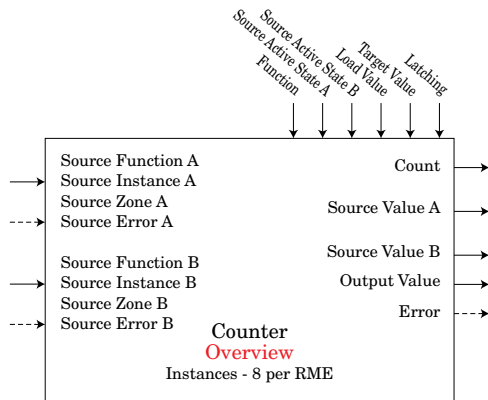 Function
Source Active State A
Source Active State B
Load Value
Target Value
Latching
Source Function A
Source Instance A
Source Zone A
Source Error A
Source Function B
Source Instance B
Source Zone B
Source Error B
Count
Source Value A
Source Value B
Output Value
Error
Counter
Overview
Instances - 8 per RME